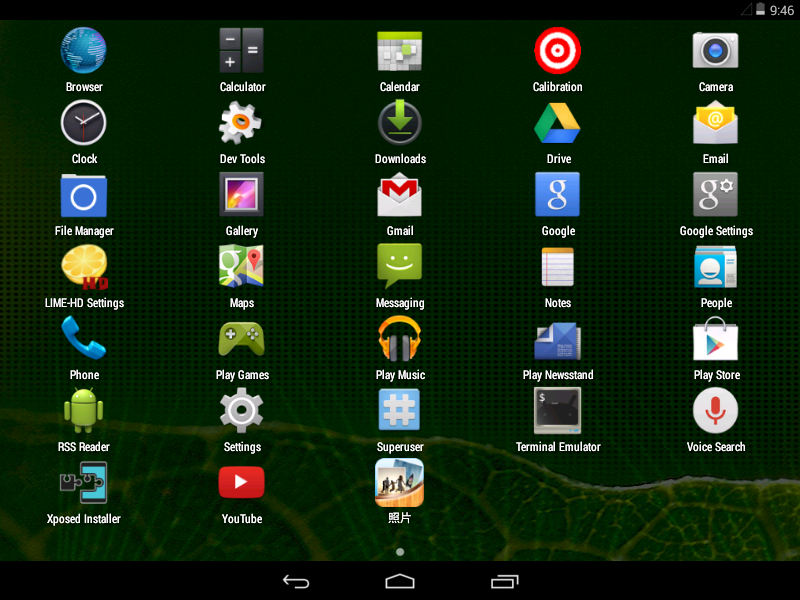 9:46
Browser
Calculator
Calendar
Calibration
Camera
Clock
Dev Tools
Downloads
Drive
Email
File Manager
Gallery
Gmail
Google
Google Settings
LIME-HD Settings
Maps
Messaging
Notes
People
Phone
Play Games
Play Music
Play Newsstand
Play Store
RSS Reader
Settings
Superuser
Terminal Emulator
Voice Search
Xposed Installer
YouTube
照片